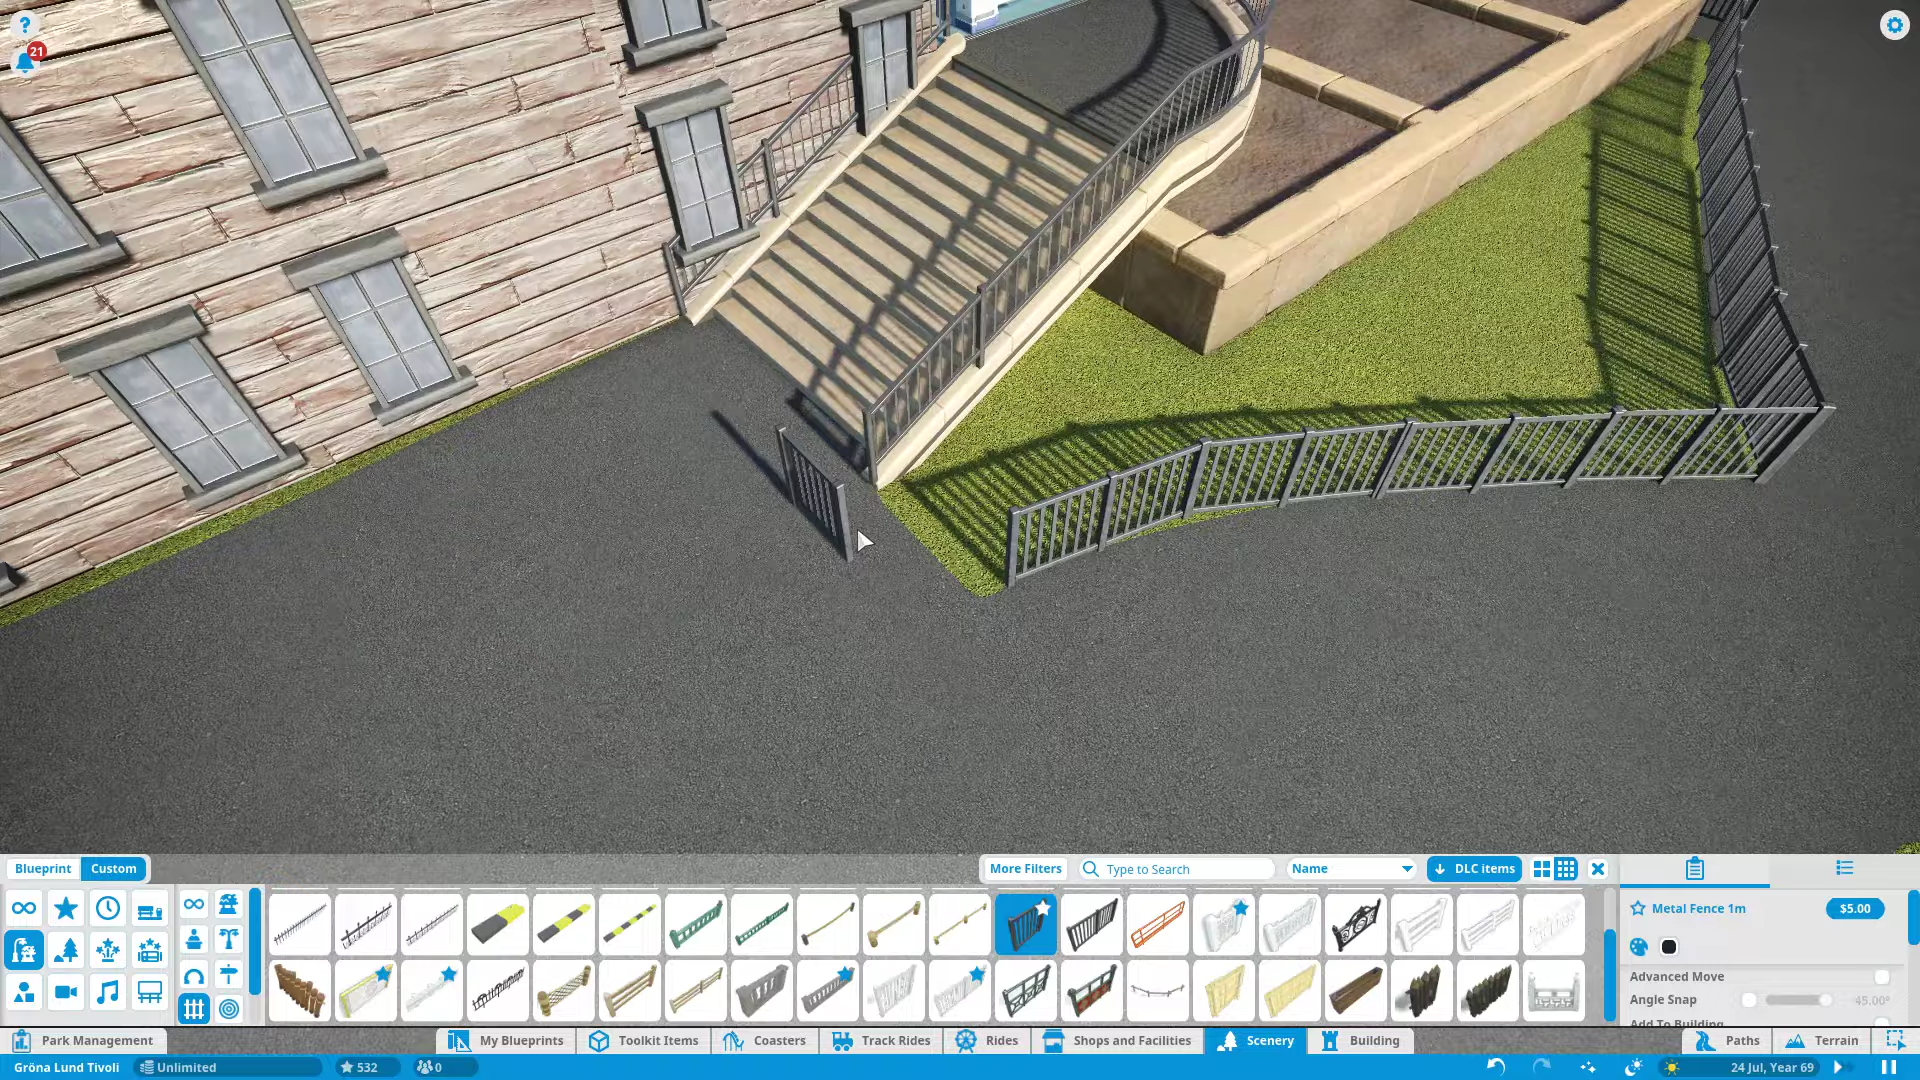 ?
21
Blueprint
Custom
More Filters
Type to Search
Name
DLC items
Metal Fence 1m
$5.00
Advanced Move
Angle Snap
45.00°
Add To Building
Park Management
My Blueprints
Toolkit Items
Coasters
Track Rides
Rides
Shops and Facilities
Scenery
Building
Paths
Terrain
Gröna Lund Tivoli
Unlimited
532
0
24 Jul, Year 69